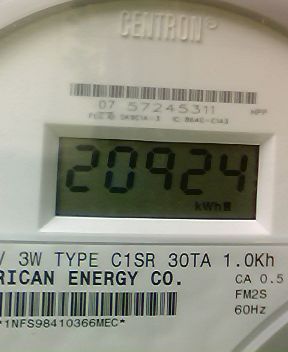 CENTRON®
07 57245311
20924
kWh
V 3W TYPE C1SR 30TA 1.0Kh
RICAN ENERGY CO.
CA 0.5
FM2S
60Hz
*1NFS98410366MEC*